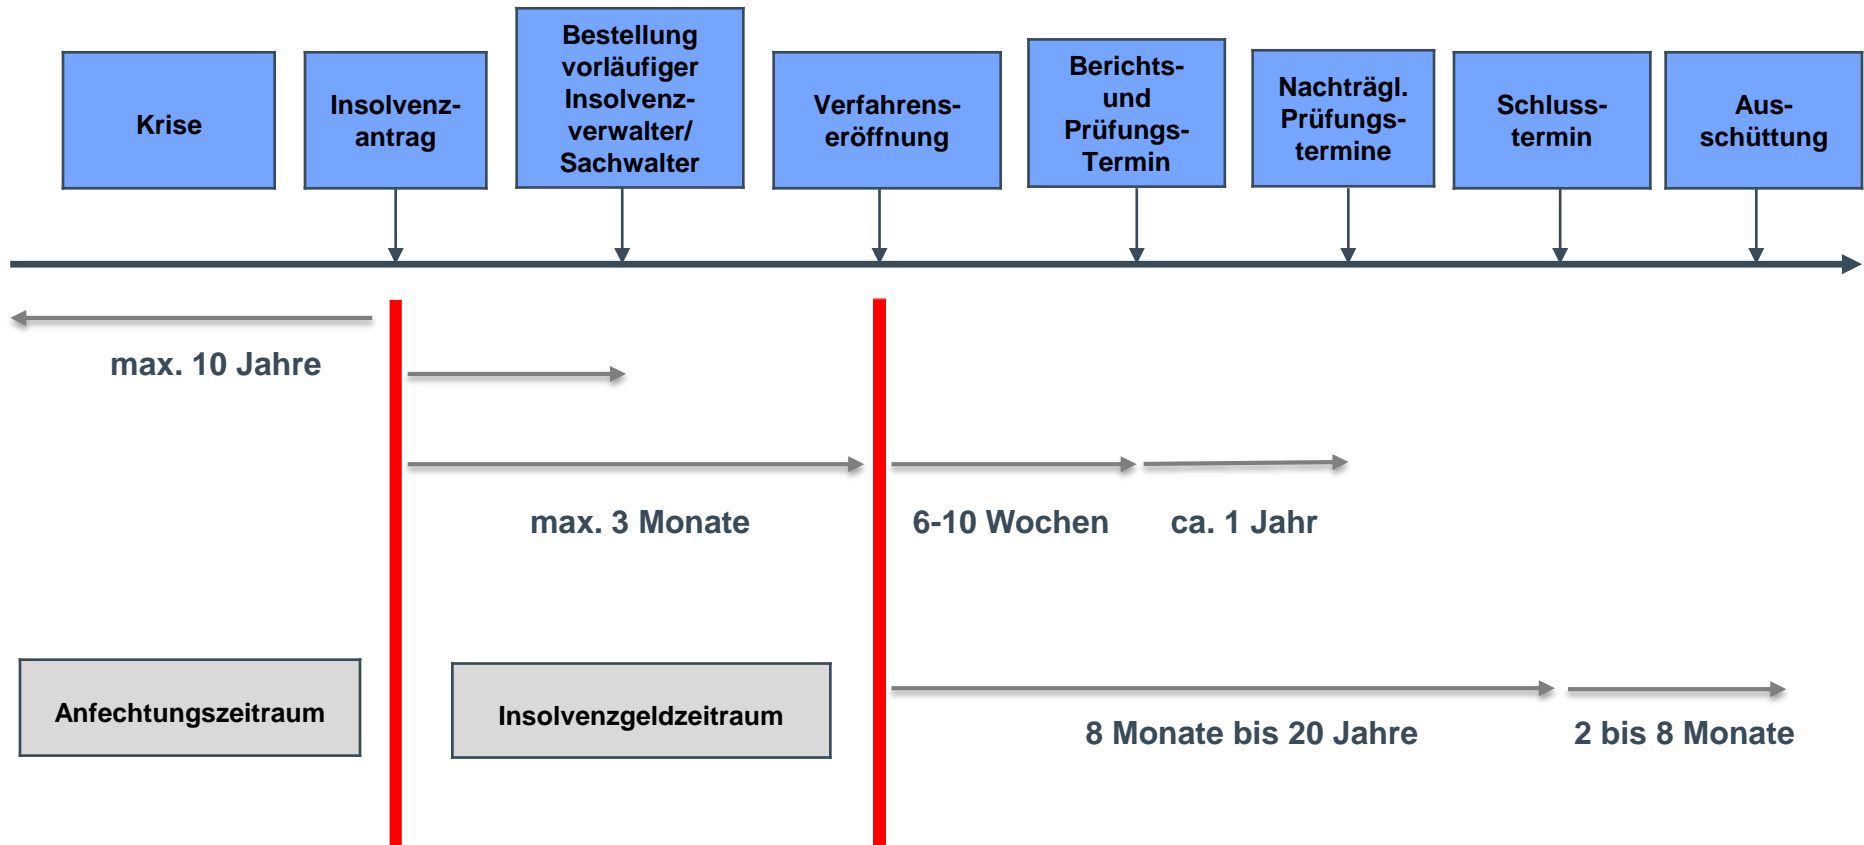 Krise
Insolvenz-
antrag
Bestellung
vorläufiger
Insolvenz-
verwalter/
Sachwalter
Verfahrens-
eröffnung
Berichts-
und
Prüfungs-
Termin
Nachträgl.
Prüfungs-
termine
Schluss-
termin
Aus-
schüttung
max. 10 Jahre
max. 3 Monate
6-10 Wochen
ca. 1 Jahr
Anfechtungszeitraum
Insolvenzgeldzeitraum
8 Monate bis 20 Jahre
2 bis 8 Monate